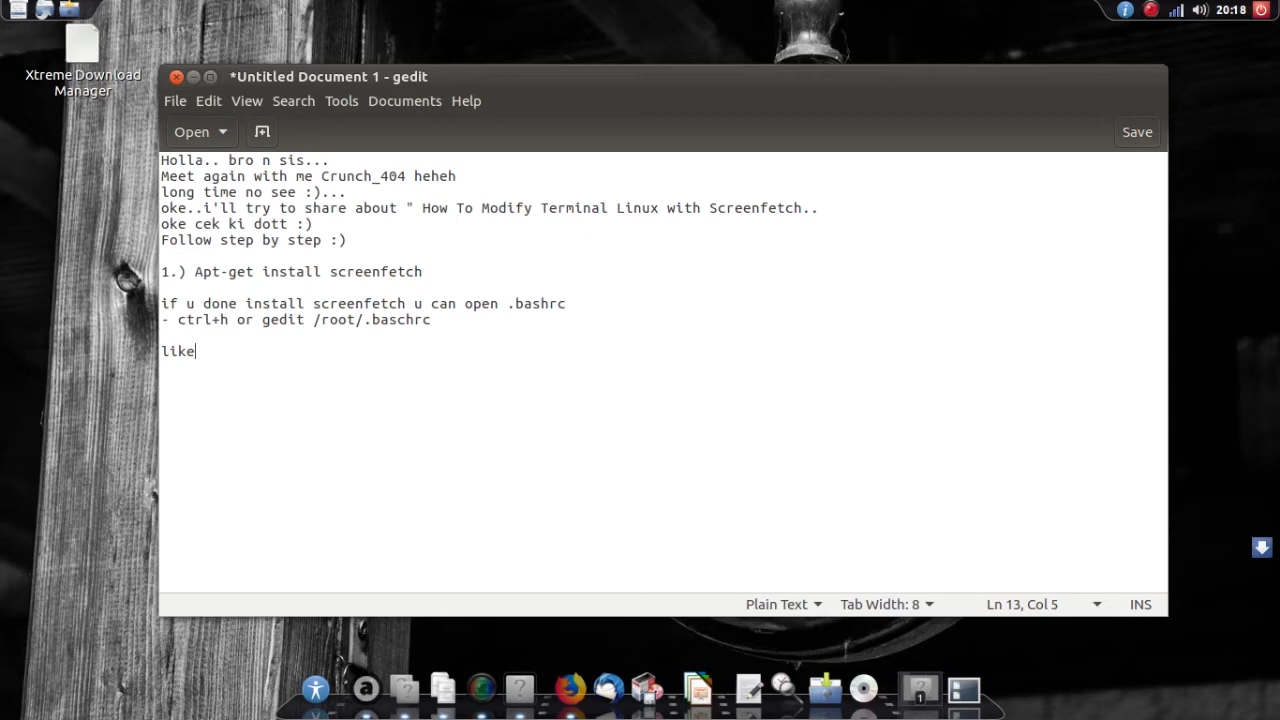 20:18
Xtreme Download
Manager
*Untitled Document 1 - gedit
File Edit View Search Tools Documents Help
Open Save
Holla.. bro n sis...
Meet again with me Crunch_404 heheh
long time no see :)...
oke..i'll try to share about " How To Modify Terminal Linux with Screenfetch..
oke cek ki dott :)
Follow step by step :)
1.) Apt-get install screenfetch
if u done install screenfetch u can open .bashrc
- ctrl+h or gedit /root/.baschrc
like
Plain Text Tab Width: 8 Ln 13, Col 5 INS
a ? ? 1